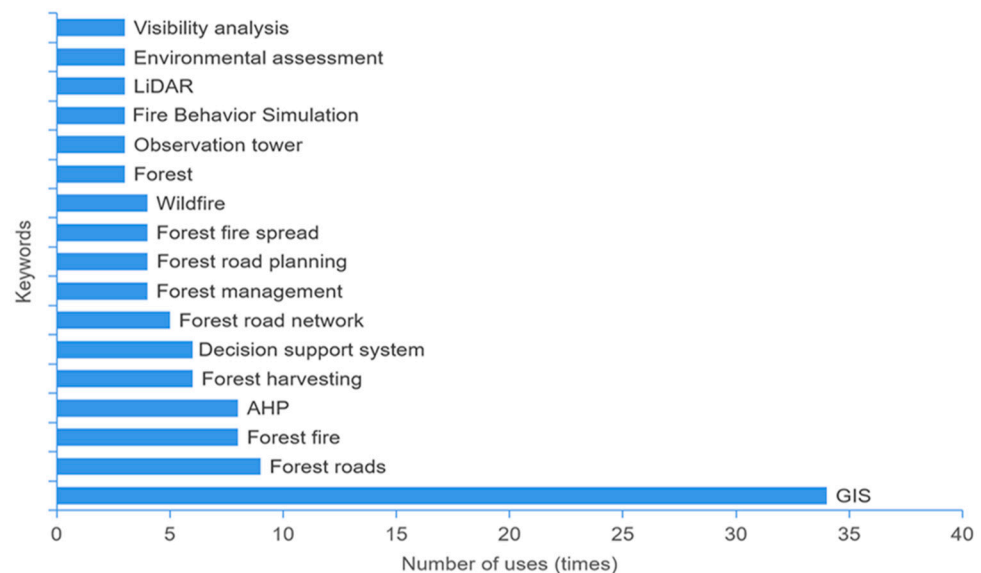 Visibility analysis
Environmental assessment
LiDAR
Fire Behavior Simulation
Observation tower
Forest
Wildfire
Forest fire spread
Forest road planning
Forest management
Forest road network
Decision support system
Forest harvesting
AHP
Forest fire
Forest roads
GIS
Keywords
0 5 10 15 20 25 30 35 40
Number of uses (times)